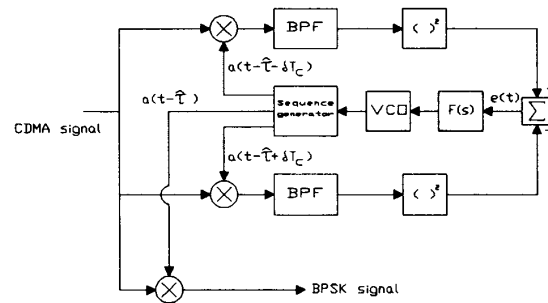 BPF
( )²
a(t-τ̂-δT_C)
a(t-τ̂)
Sequence generator
VCO
F(s)
e(t)
Σ
CDMA signal
a(t-τ̂+δT_C)
BPF
( )²
BPSK signal